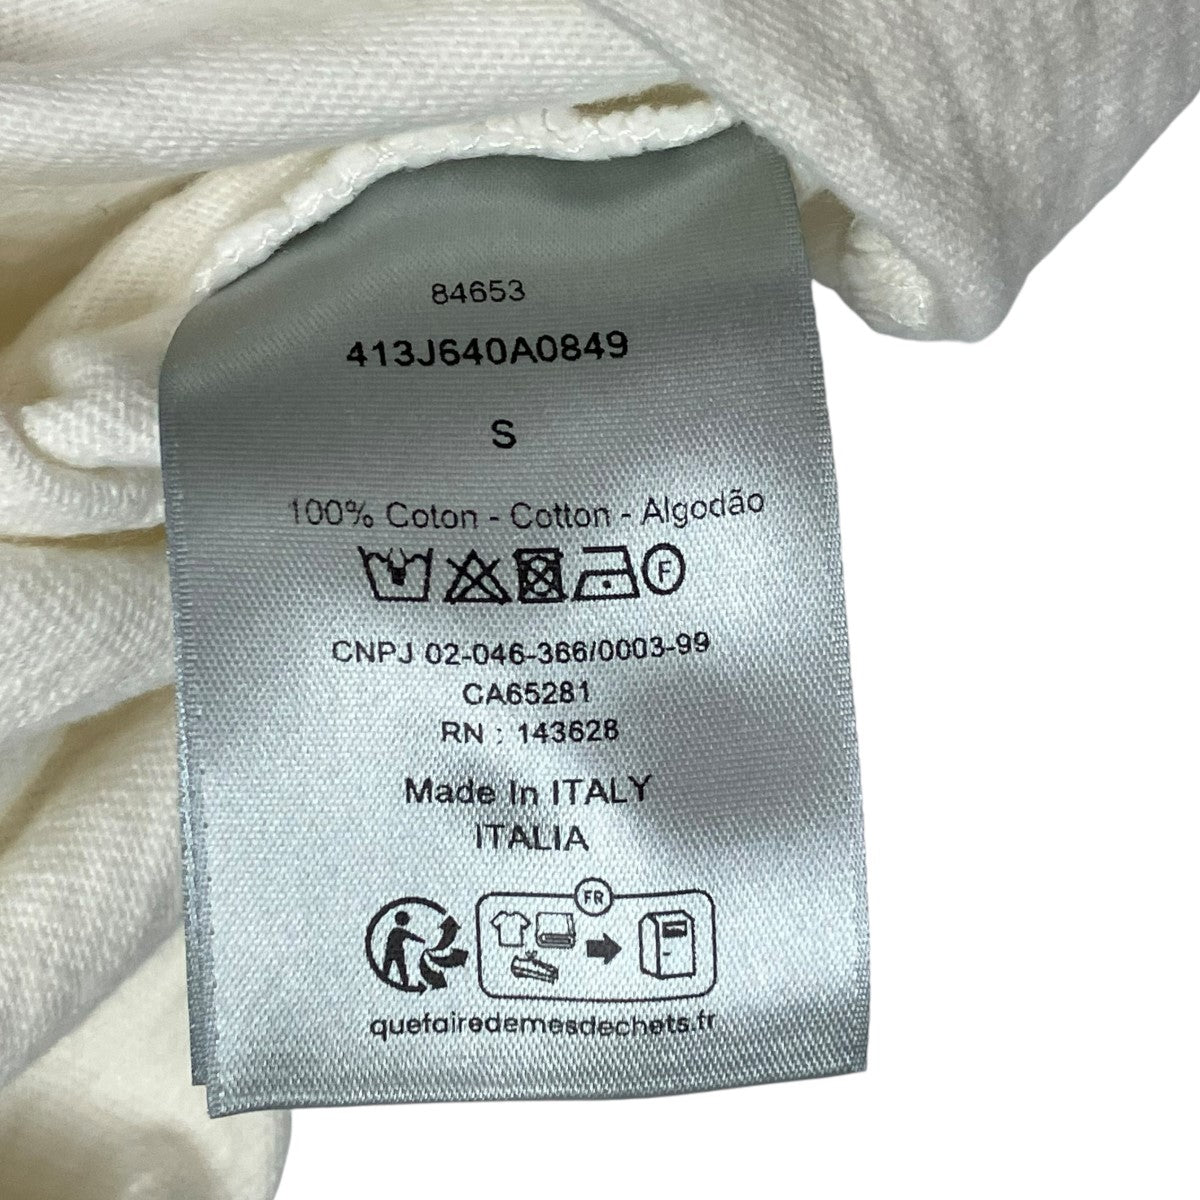 84653
413J640A0849
S
100% Coton - Cotton - Algodão
F
CNPJ 02-046-366/0003-99
CA65281
RN : 143628
Made In ITALY
ITALIA
FR
quefairedemesdechets.fr